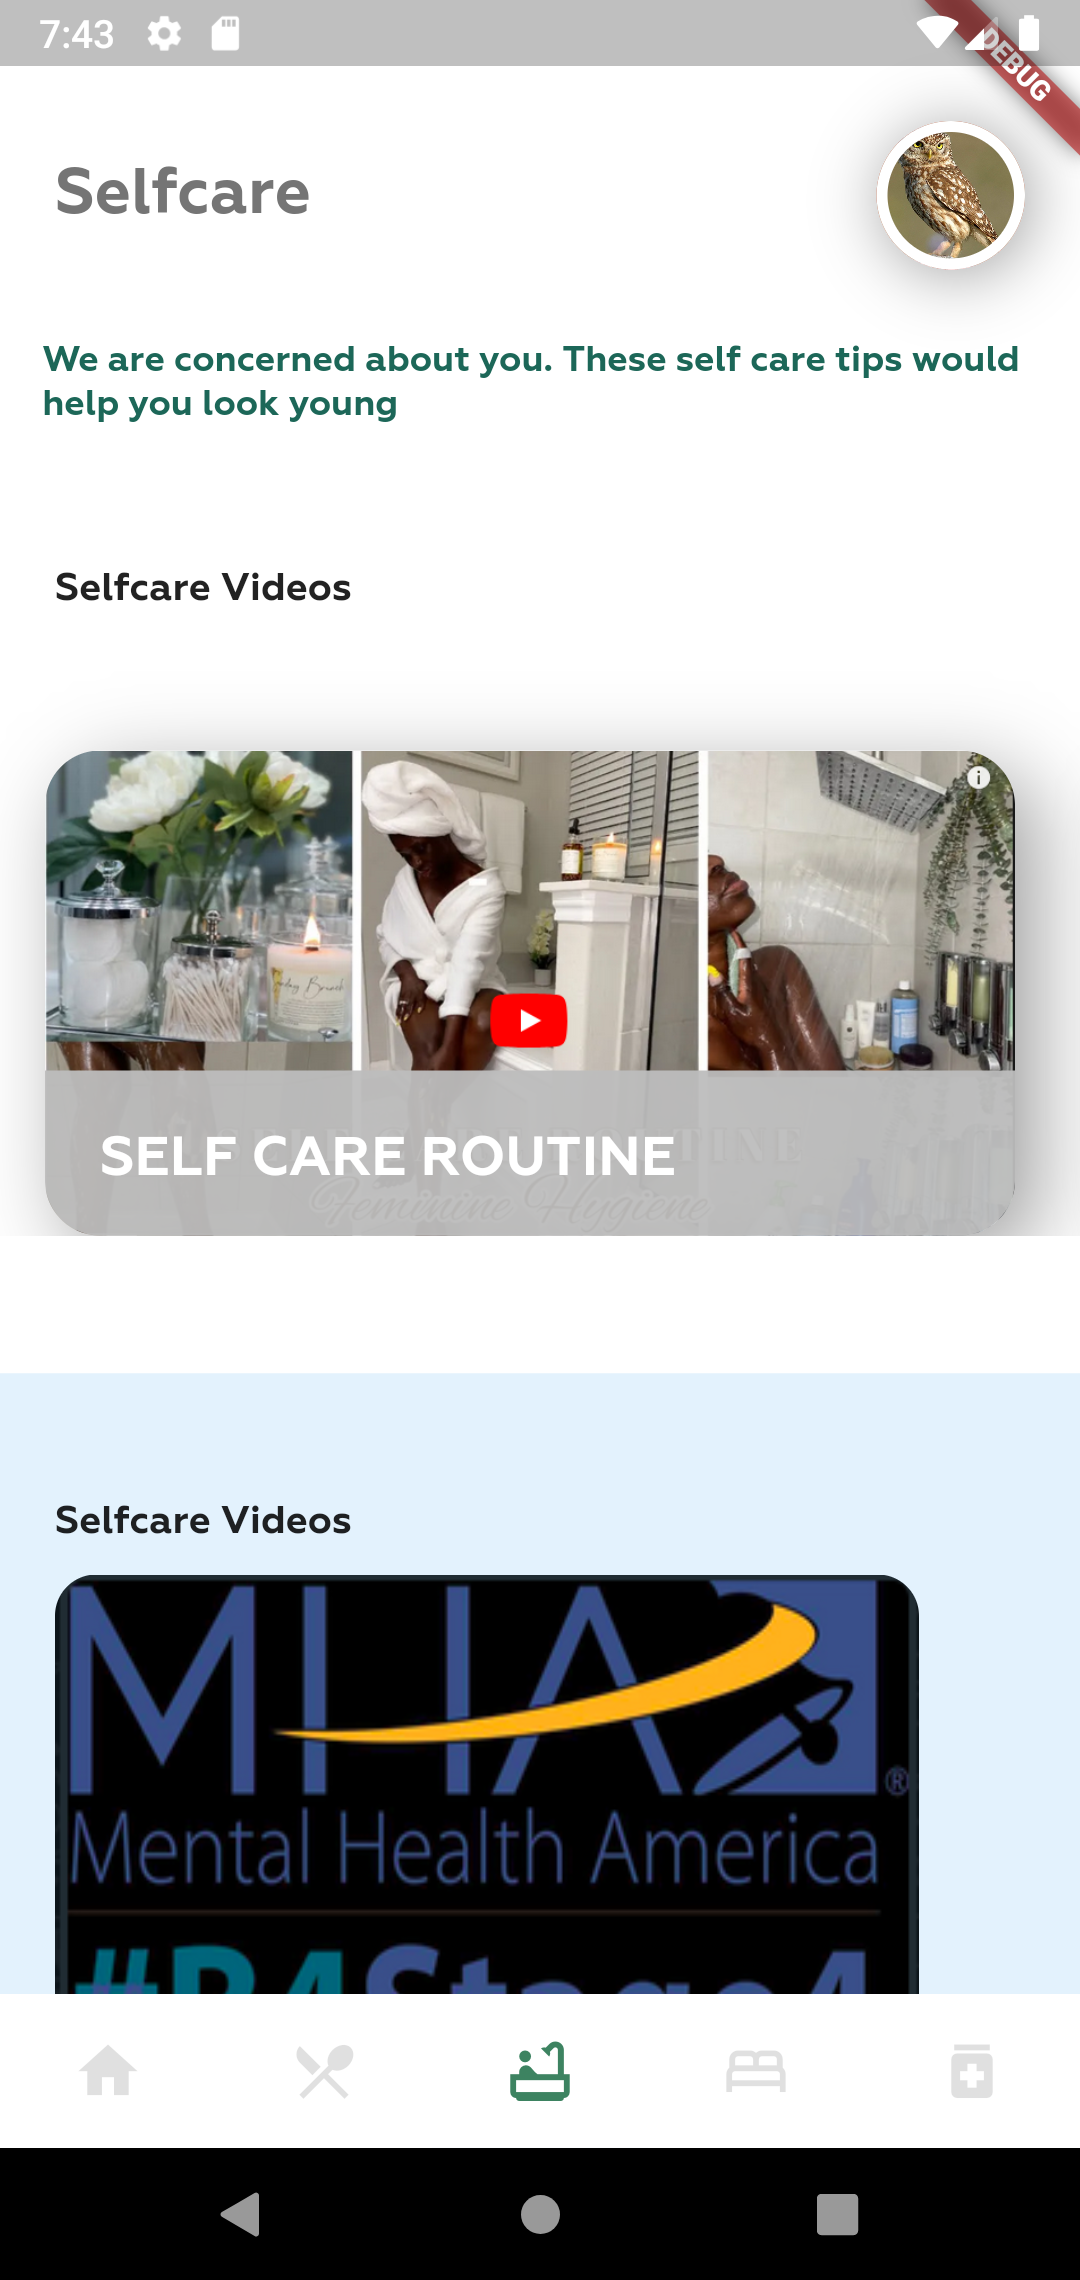 7:43
DEBUG
Selfcare
We are concerned about you. These self care tips would
help you look young
Selfcare Videos
SELF CARE ROUTINE
Feminine Hygiene
Selfcare Videos
MHA
®
Mental Health America
#B4Stage4